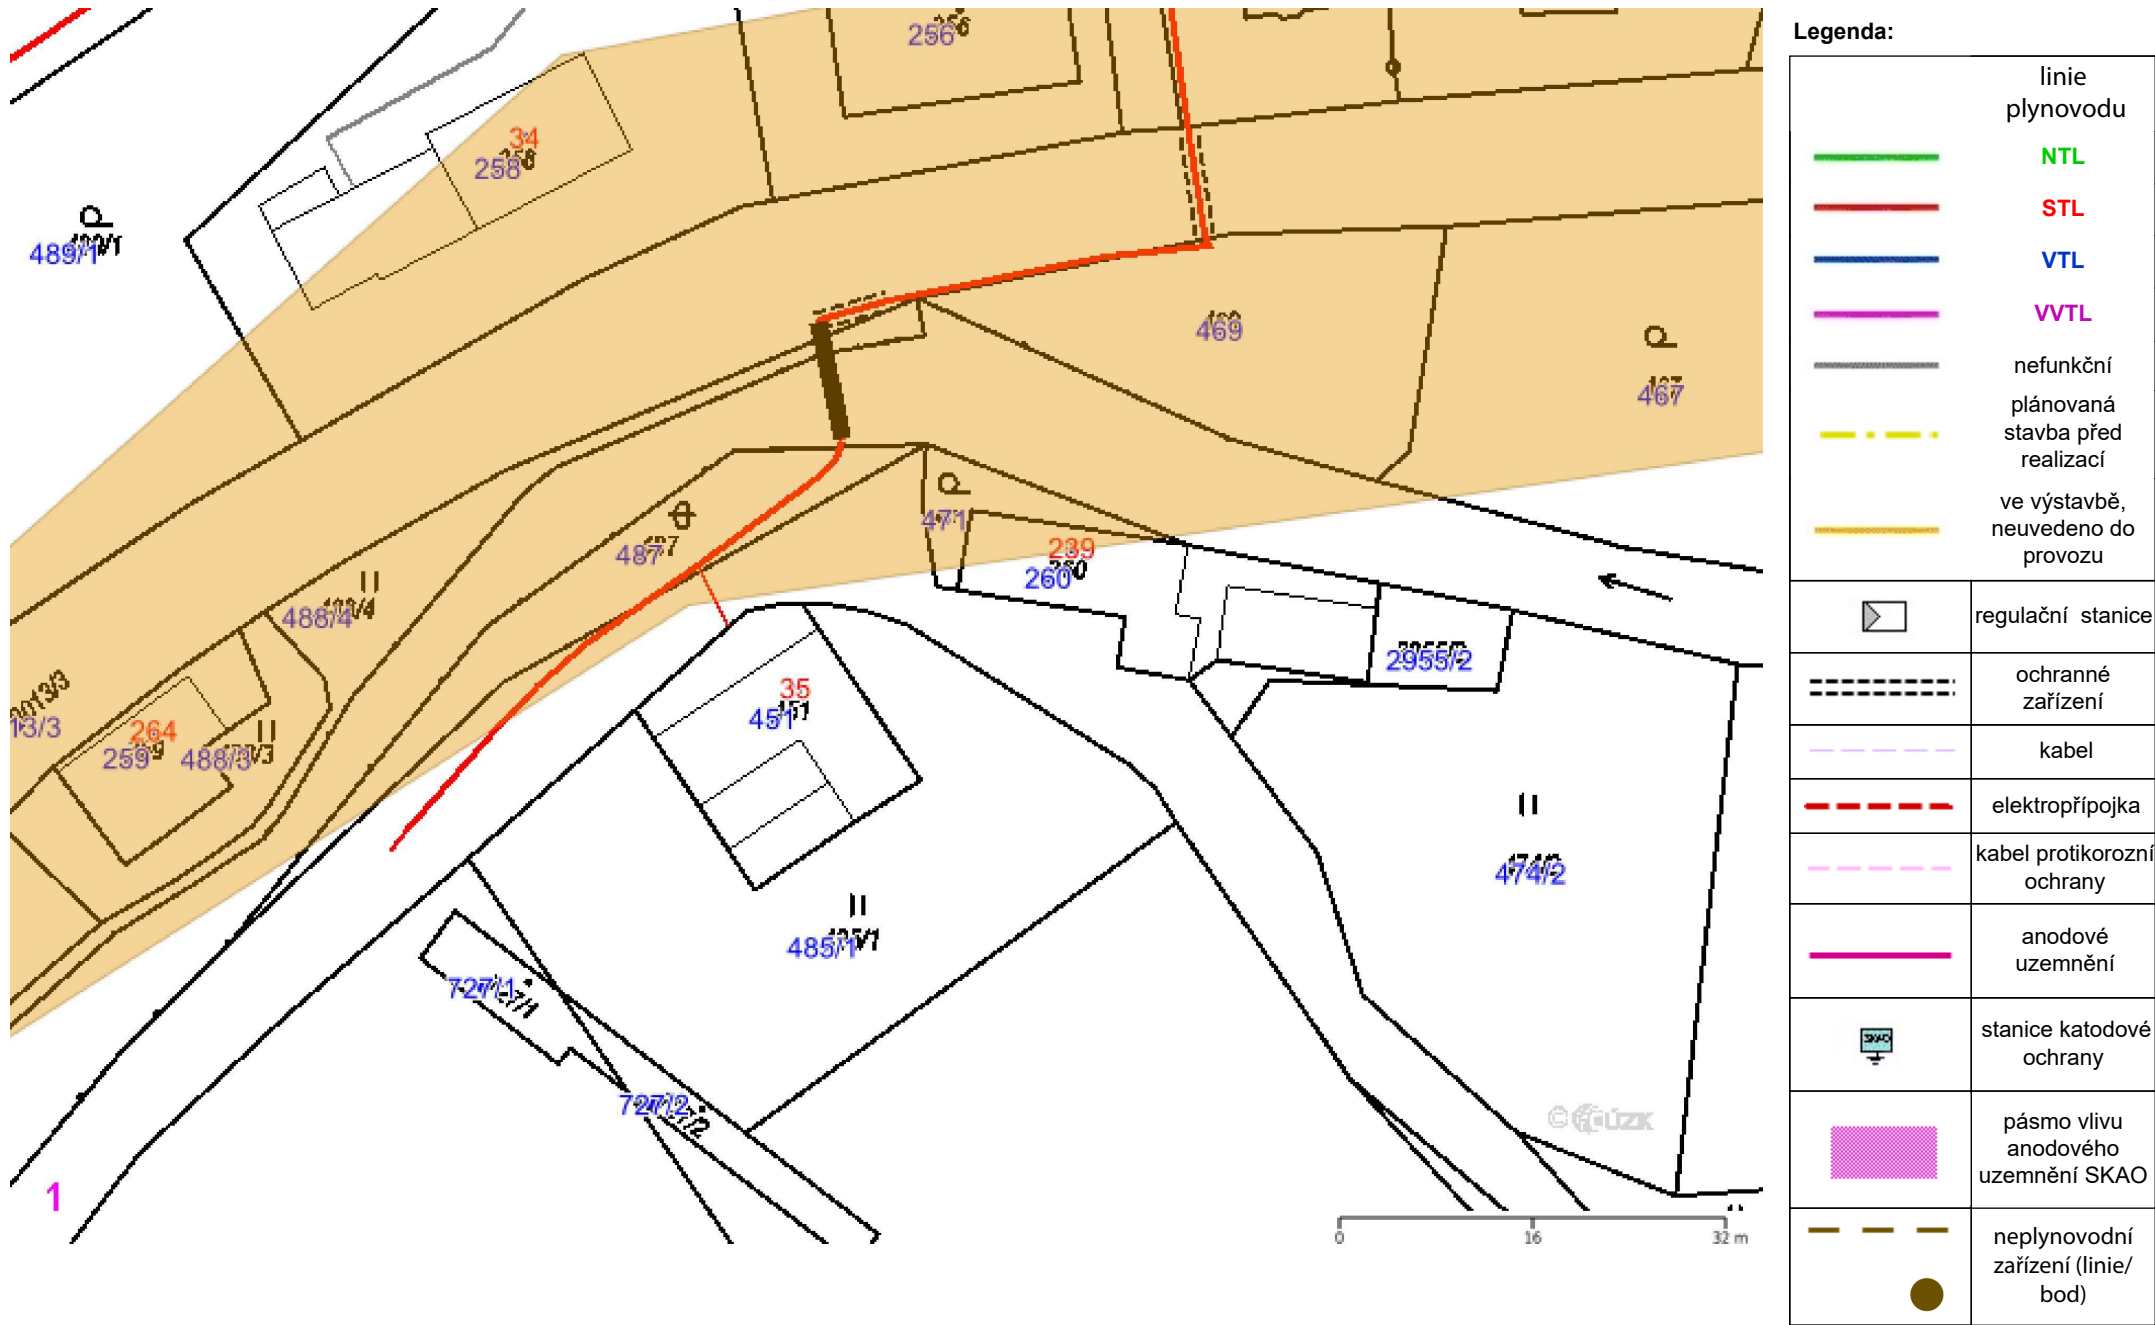 256
34
258
489/1
469
467
487
471
239
260
488/4
2955/2
13/3
264
259
488/3
35
451
474/2
485/1
727/1
727/2
1
0 16 32 m
Legenda:
linie
plynovodu
NTL
STL
VTL
VVTL
nefunkční
plánovaná
stavba před
realizací
ve výstavbě,
neuvedeno do
provozu
regulační stanice
ochranné
zařízení
kabel
elektropřípojka
kabel protikorozní
ochrany
anodové
uzemnění
SKAO
stanice katodové
ochrany
pásmo vlivu
anodového
uzemnění SKAO
neplynovodní
zařízení (linie/
bod)